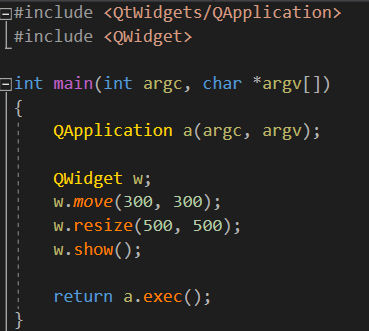 #include <QtWidgets/QApplication>
#include <QWidget>

int main(int argc, char *argv[])
{
    QApplication a(argc, argv);

    QWidget w;
    w.move(300, 300);
    w.resize(500, 500);
    w.show();

    return a.exec();
}